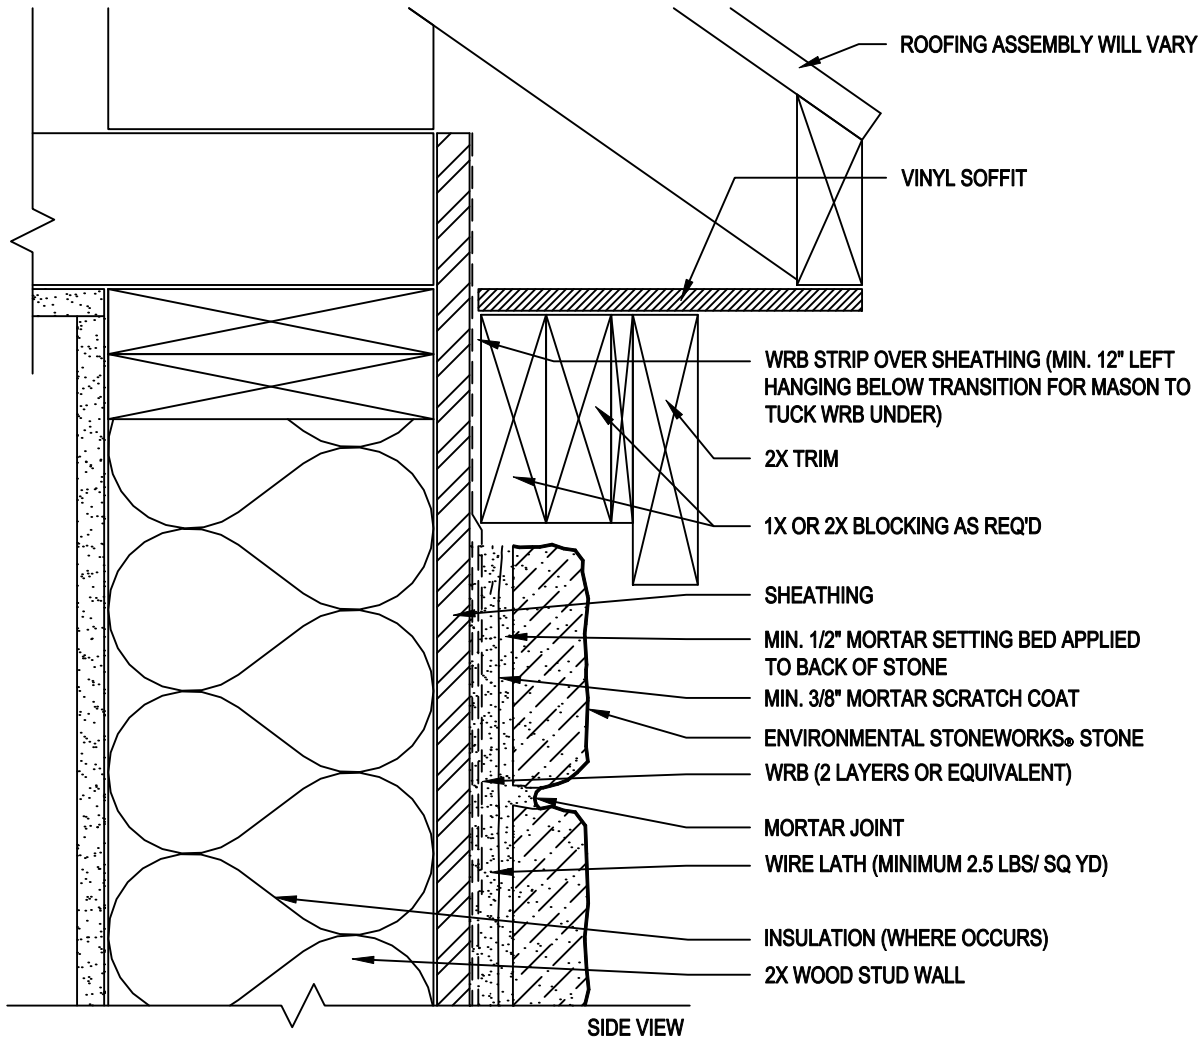 ROOFING ASSEMBLY WILL VARY
VINYL SOFFIT
WRB STRIP OVER SHEATHING (MIN. 12" LEFT
HANGING BELOW TRANSITION FOR MASON TO
TUCK WRB UNDER)
2X TRIM
1X OR 2X BLOCKING AS REQ'D
SHEATHING
MIN. 1/2" MORTAR SETTING BED APPLIED
TO BACK OF STONE
MIN. 3/8" MORTAR SCRATCH COAT
ENVIRONMENTAL STONEWORKS® STONE
WRB (2 LAYERS OR EQUIVALENT)
MORTAR JOINT
WIRE LATH (MINIMUM 2.5 LBS/ SQ YD)
INSULATION (WHERE OCCURS)
2X WOOD STUD WALL
SIDE VIEW